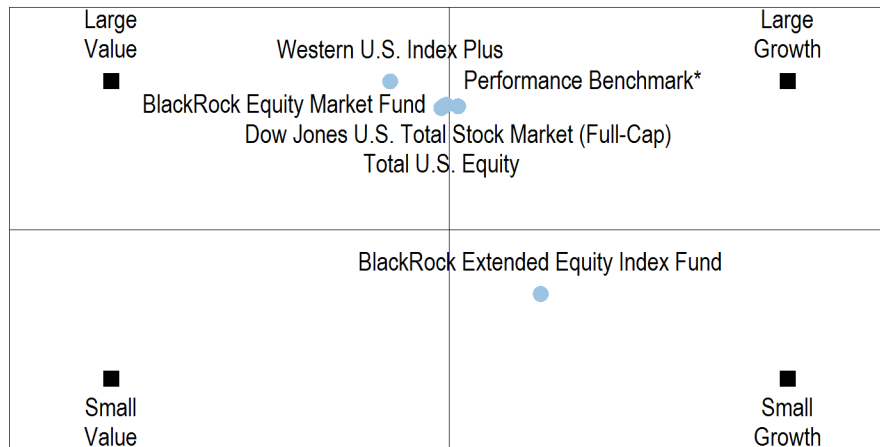 Large
Value
Large
Growth
Western U.S. Index Plus
Performance Benchmark*
BlackRock Equity Market Fund
Dow Jones U.S. Total Stock Market (Full-Cap)
Total U.S. Equity
BlackRock Extended Equity Index Fund
Small
Value
Small
Growth